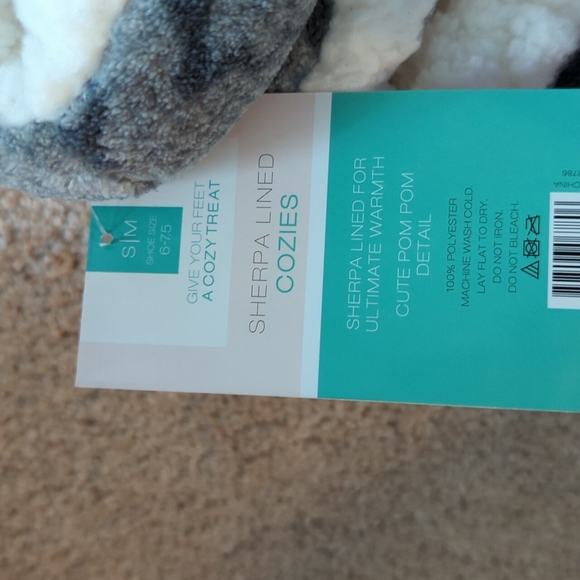 S|M
SHOE SIZE
6-7.5
GIVE YOUR FEET
A COZY TREAT
SHERPA LINED
COZIES
SHERPA LINED FOR
ULTIMATE WARMTH
CUTE POM POM
DETAIL
100% POLYESTER
MACHINE WASH COLD.
LAY FLAT TO DRY.
DO NOT IRON.
DO NOT BLEACH.
CHINA